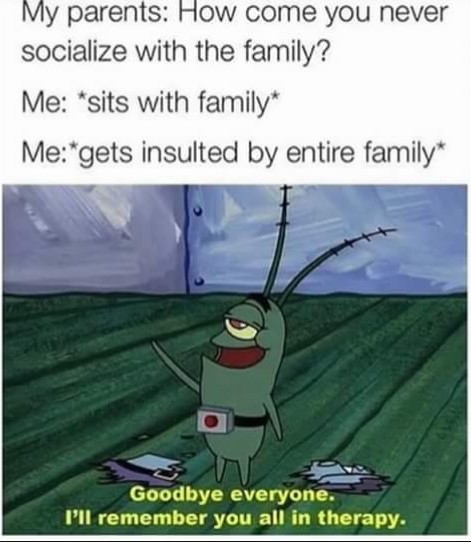 My parents: How come you never
socialize with the family?
Me: *sits with family*
Me:*gets insulted by entire family*
Goodbye everyone.
I'll remember you all in therapy.